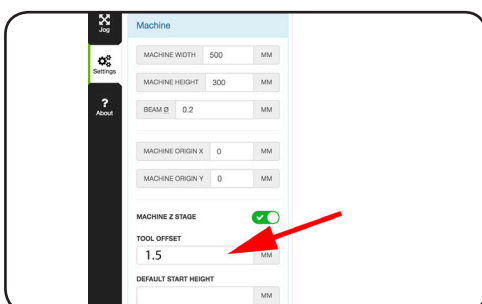 Jog
Machine
MACHINE WIDTH 500 MM
Settings
MACHINE HEIGHT 300 MM
?
About
BEAM Ø 0.2 MM
MACHINE ORIGIN X 0 MM
MACHINE ORIGIN Y 0 MM
MACHINE Z STAGE
TOOL OFFSET
1.5 MM
DEFAULT START HEIGHT
MM